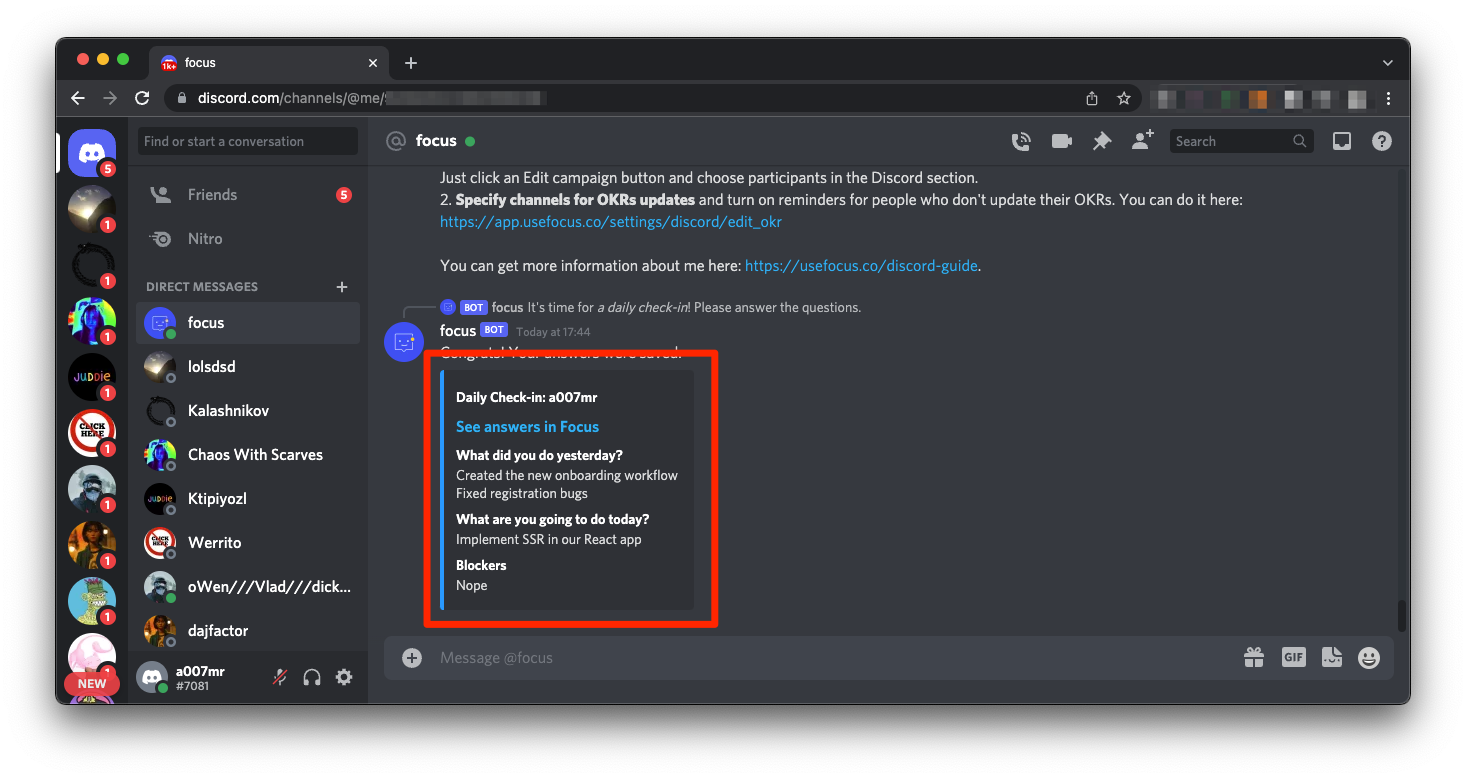 1k+
focus
discord.com/channels/@me/
Find or start a conversation
@ focus
Search
5
Friends
5
Nitro
1
1
DIRECT MESSAGES
focus
1
lolsdsd
JUDDIE
1
Kalashnikov
CLICK
HERE
1
Chaos With Scarves
JUDDIE
Ktipiyozl
1
CLICK
HERE
Werrito
1
oWen///Vlad///dick...
1
dajfactor
1
NEW
a007mr
#7081
Just click an Edit campaign button and choose participants in the Discord section.
2. Specify channels for OKRs updates and turn on reminders for people who don't update their OKRs. You can do it here:
https://app.usefocus.co/settings/discord/edit_okr
You can get more information about me here: https://usefocus.co/discord-guide.
BOT focus It's time for a daily check-in! Please answer the questions.
focus BOT Today at 17:44
Congrats! Your answers were saved!
Daily Check-in: a007mr
See answers in Focus
What did you do yesterday?
Created the new onboarding workflow
Fixed registration bugs
What are you going to do today?
Implement SSR in our React app
Blockers
Nope
Message @focus
GIF